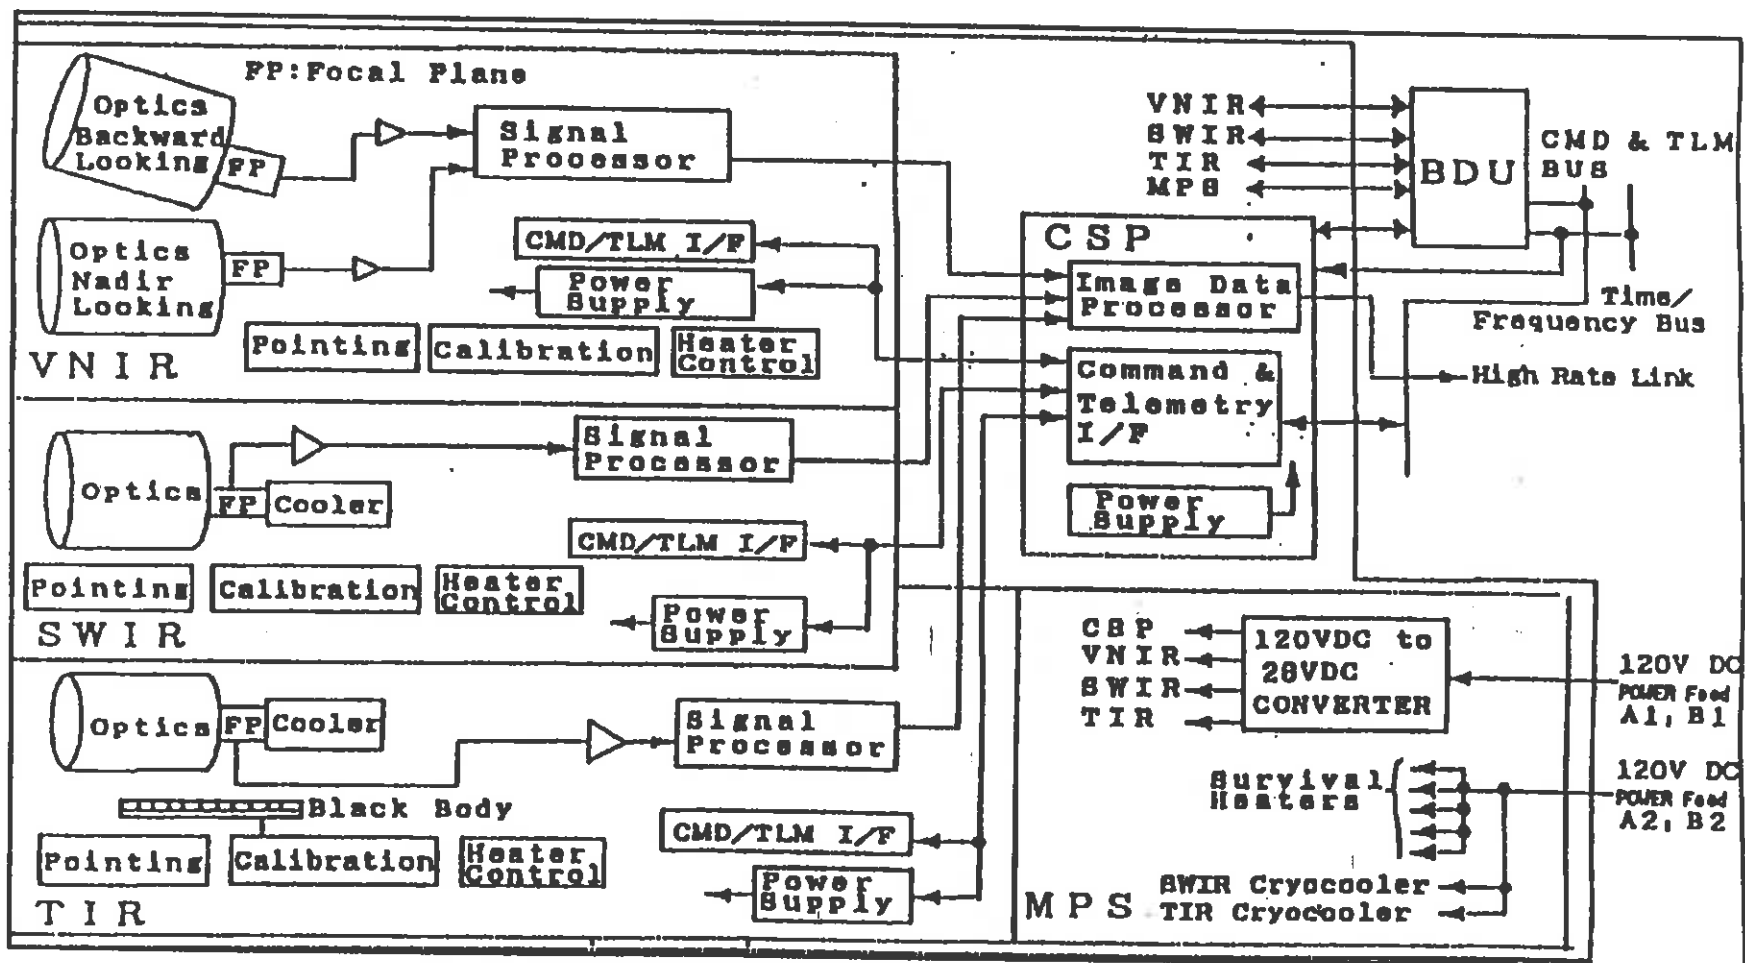 FP:Focal Plane
Optics
Backward
Looking
FP
Signal
Processor
Optics
Nadir
Looking
FP
CMD/TLM I/F
Power
Supply
Pointing
Calibration
Heater
Control
VNIR
Optics
FP
Cooler
Signal
Processor
CMD/TLM I/F
Pointing
Calibration
Heater
Control
Power
Supply
SWIR
Optics
FP
Cooler
Signal
Processor
Black Body
CMD/TLM I/F
Pointing
Calibration
Heater
Control
Power
Supply
TIR
VNIR
SWIR
TIR
MPS
BDU
CMD & TLM
BUS
CSP
Image Data
Processor
Command &
Telemetry
I/F
Power
Supply
Time/
Frequency Bus
High Rate Link
CSP
VNIR
SWIR
TIR
120VDC to
28VDC
CONVERTER
120V DC
POWER Feed
A1, B1
Survival
Heaters
120V DC
POWER Feed
A2, B2
SWIR Cryocooler
TIR Cryocooler
MPS